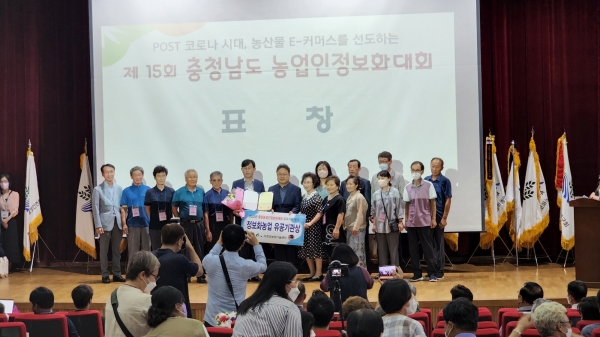 POST 코로나 시대, 농산물 E-커머스를 선도하는
제 15회 충청남도 농업인정보화대회
표 창
정보화농업 유공기관상